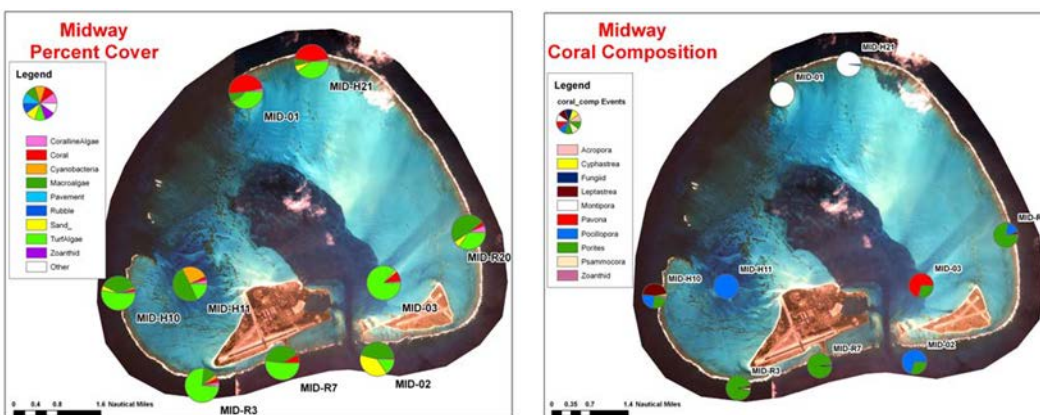 Midway
Percent Cover
Legend
CorallineAlgae
Coral
Cyanobacteria
Macroalgae
Pavement
Rubble
Sand_
TurfAlgae
Zoanthid
Other
MID-H21
MID-01
MID-R20
MID-03
MID-H11
MID-H10
MID-R7
MID-02
MID-R3
0 0.4 0.8 1.6 Nautical Miles
Midway
Coral Composition
Legend
coral_comp Events
Acropora
Cyphastrea
Fungiid
Leptastrea
Montipora
Pavona
Pocillopora
Porites
Psammocora
Zoanthid
MID-H21
MID-01
MID-R
MID-03
MID-H11
MID-H10
MID-R7
MID-02
MID-R3
0 0.35 0.7 1.4 Nautical Miles